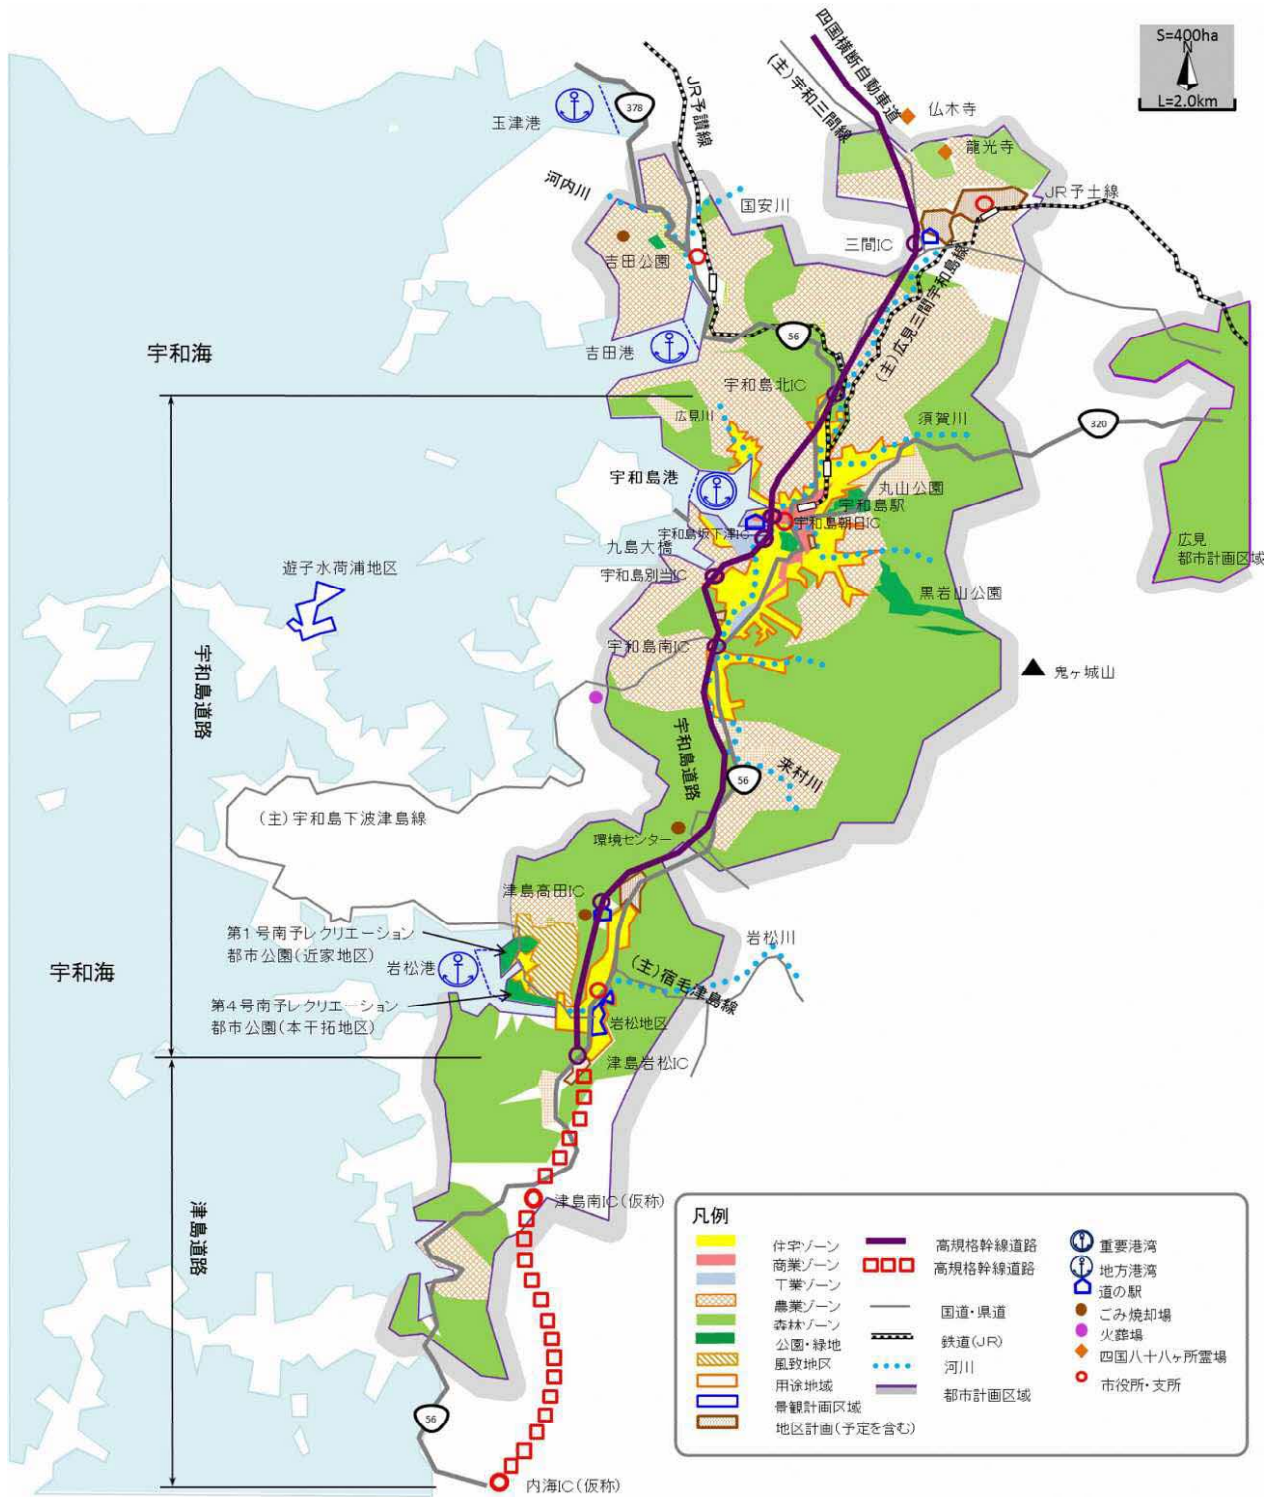 S=400ha
N
L=2.0km
四国横断自動車道
(主)宇和三間線
JR予讃線
378
玉津港
仏木寺
龍光寺
JR予土線
河内川
国安川
三間IC
吉田公園
(主)広見三間宇和島線
56
吉田港
宇和海
宇和島北IC
広見川
須賀川
320
宇和島港
丸山公園
宇和島駅
宇和島朝日IC
宇和島坂下津IC
九島大橋
宇和島別当IC
広見
都市計画区域
遊子水荷浦地区
黒岩山公園
宇和島南IC
鬼ヶ城山
宇和島道路
宇和島道路
来村川
56
(主)宇和島下波津島線
環境センター
津島高田IC
第1号南予レクリエーション
都市公園(近家地区)
岩松港
岩松川
宇和海
(主)宿毛津島線
第4号南予レクリエーション
都市公園(本干拓地区)
岩松地区
津島岩松IC
津島道路
津島南IC(仮称)
56
内海IC(仮称)
凡例
住宅ゾーン
商業ゾーン
工業ゾーン
農業ゾーン
森林ゾーン
公園・緑地
風致地区
用途地域
景観計画区域
地区計画(予定を含む)
高規格幹線道路
高規格幹線道路
国道・県道
鉄道(JR)
河川
都市計画区域
重要港湾
地方港湾
道の駅
ごみ焼却場
火葬場
四国八十八ヶ所霊場
市役所・支所